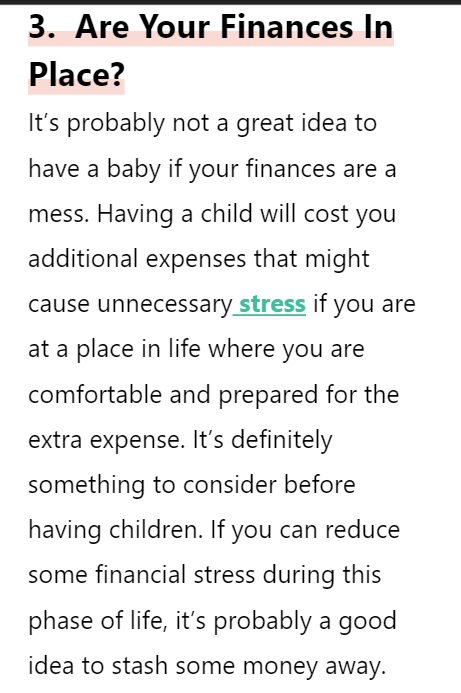 3.  Are Your Finances In
Place?
It’s probably not a great idea to
have a baby if your finances are a
mess. Having a child will cost you
additional expenses that might
cause unnecessary stress if you are
at a place in life where you are
comfortable and prepared for the
extra expense. It’s definitely
something to consider before
having children. If you can reduce
some financial stress during this
phase of life, it’s probably a good
idea to stash some money away.